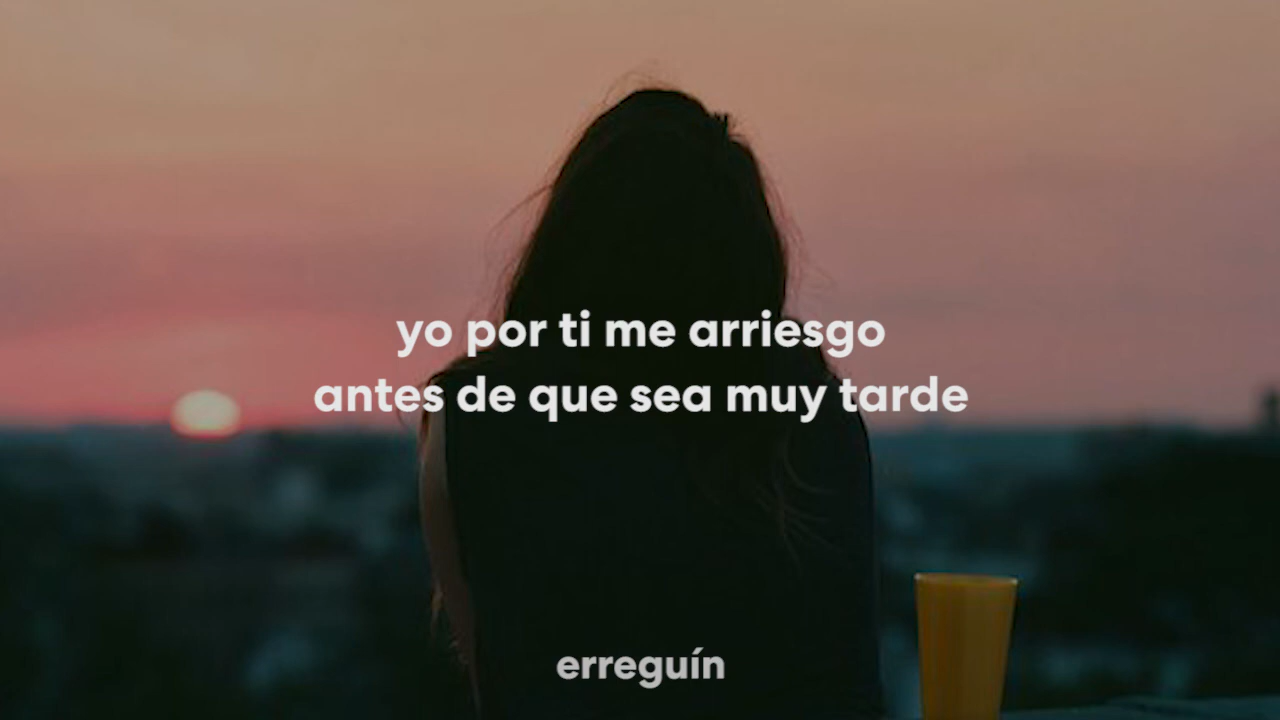 yo por ti me arriesgo
antes de que sea muy tarde
erreguín